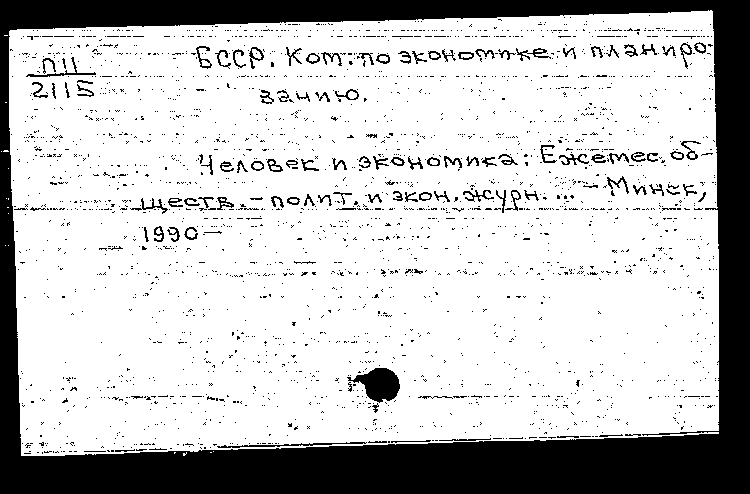 П11
2115
БССР. Ком. по экономике и планиро-
ванию.
Человек и экономика: Ежемес. об-
ществ.-полит. и экон. журн. ... - Минск,
1990-